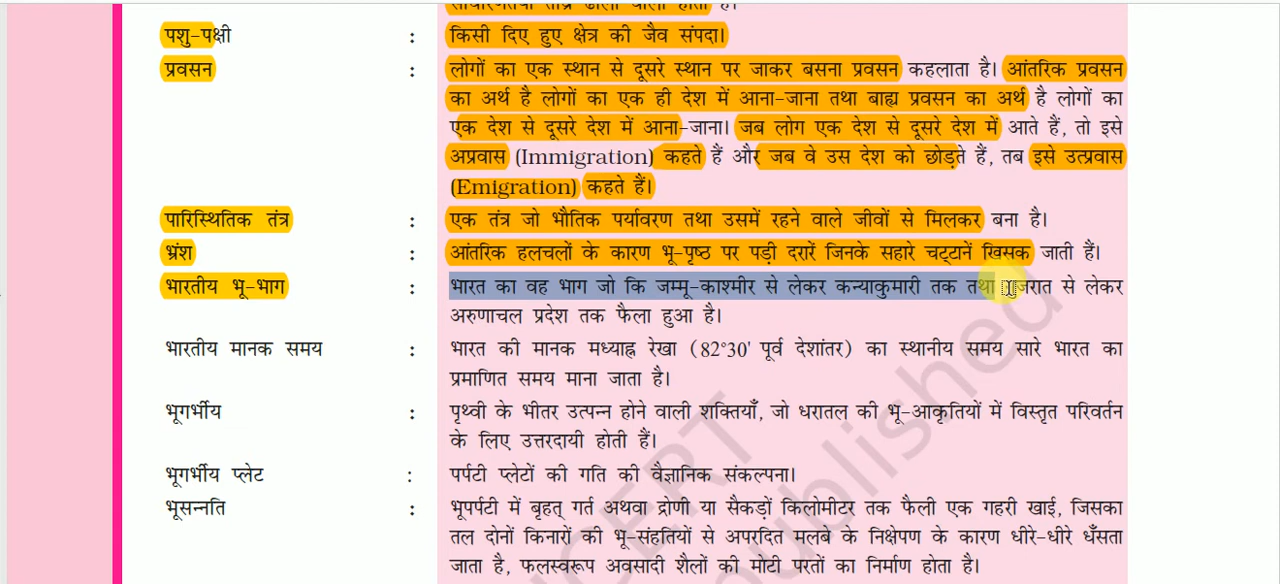 साधारणतया तीव्र ढाल वाला होता है।
पशु-पक्षी : किसी दिए हुए क्षेत्र की जैव संपदा।
प्रवसन : लोगों का एक स्थान से दूसरे स्थान पर जाकर बसना प्रवसन कहलाता है। आंतरिक प्रवसन
का अर्थ है लोगों का एक ही देश में आना-जाना तथा बाह्य प्रवसन का अर्थ है लोगों का
एक देश से दूसरे देश में आना-जाना। जब लोग एक देश से दूसरे देश में आते हैं, तो इसे
अप्रवास (Immigration) कहते हैं और जब वे उस देश को छोड़ते हैं, तब इसे उत्प्रवास
(Emigration) कहते हैं।
पारिस्थितिक तंत्र : एक तंत्र जो भौतिक पर्यावरण तथा उसमें रहने वाले जीवों से मिलकर बना है।
भ्रंश : आंतरिक हलचलों के कारण भू-पृष्ठ पर पड़ी दरारें जिनके सहारे चट्टानें खिसक जाती हैं।
भारतीय भू-भाग : भारत का वह भाग जो कि जम्मू-काश्मीर से लेकर कन्याकुमारी तक तथा गुजरात से लेकर
अरुणाचल प्रदेश तक फैला हुआ है।
भारतीय मानक समय : भारत की मानक मध्याह्न रेखा (82°30' पूर्व देशांतर) का स्थानीय समय सारे भारत का
प्रमाणित समय माना जाता है।
भूगर्भीय : पृथ्वी के भीतर उत्पन्न होने वाली शक्तियाँ, जो धरातल की भू-आकृतियों में विस्तृत परिवर्तन
के लिए उत्तरदायी होती हैं।
भूगर्भीय प्लेट : पर्पटी प्लेटों की गति की वैज्ञानिक संकल्पना।
भूसन्नति : भूपर्पटी में बृहत् गर्त अथवा द्रोणी या सैकड़ों किलोमीटर तक फैली एक गहरी खाई, जिसका
तल दोनों किनारों की भू-संहतियों से अपरदित मलबे के निक्षेपण के कारण धीरे-धीरे धँसता
जाता है, फलस्वरूप अवसादी शैलों की मोटी परतों का निर्माण होता है।
NCERT
published